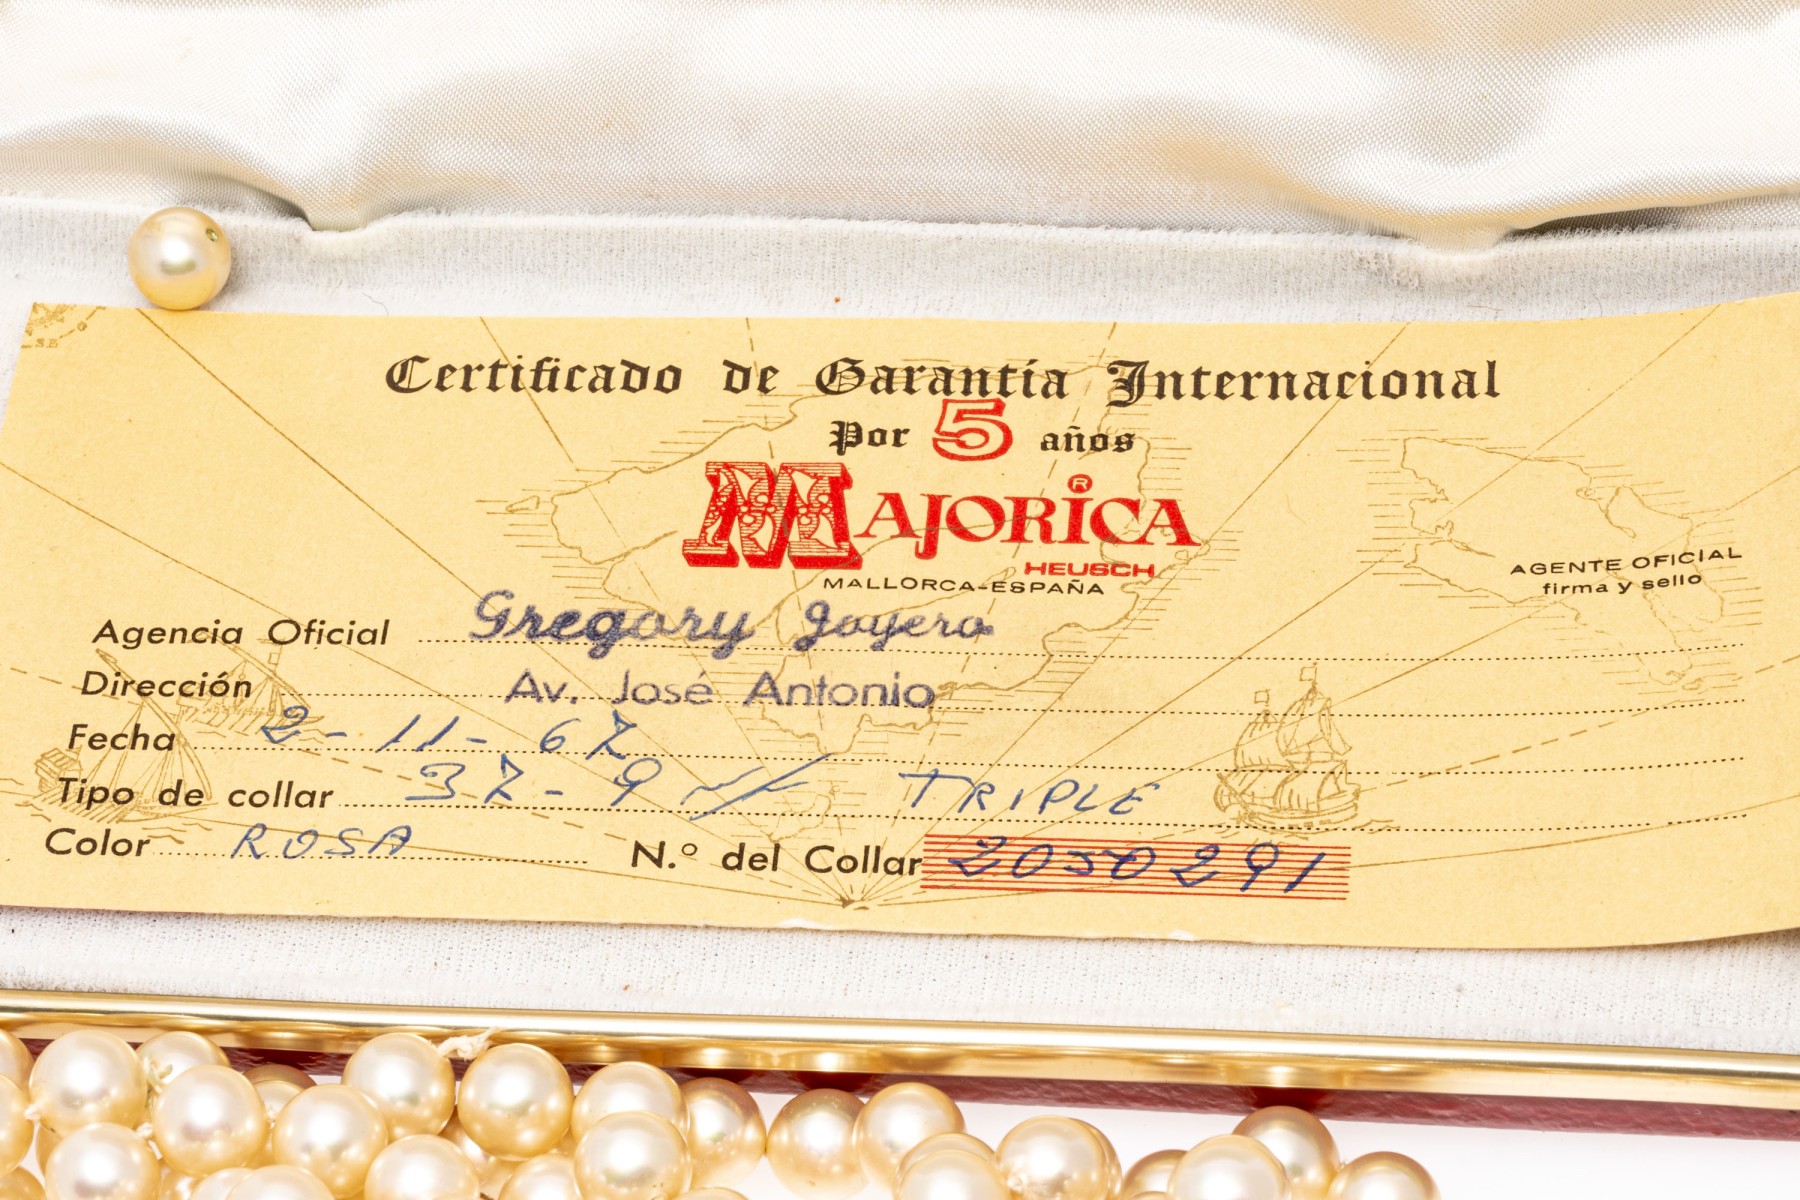 Certificado de Garantía Internacional
Por 5 años
MAJORICA ®
HEUSCH
MALLORCA-ESPAÑA
AGENTE OFICIAL
firma y sello
Agencia Oficial Gregory Joyero
Dirección Av. José Antonio
Fecha 2-11-67
Tipo de collar 37-9 TRIPLE
Color ROSA N.º del Collar 2050291